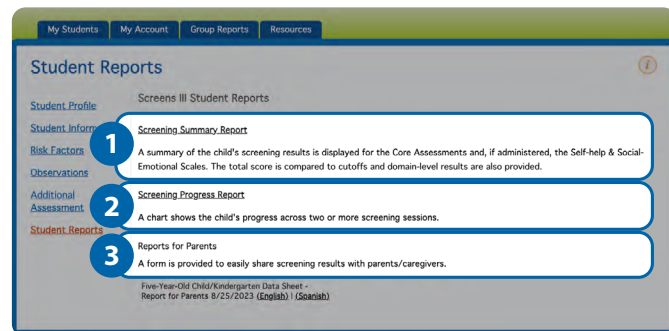 My Students My Account Group Reports Resources
Student Reports
i
Student Profile
Student Inform
Risk Factors
Observations
Additional
Assessment
Student Reports
Screens III Student Reports
1
Screening Summary Report
A summary of the child's screening results is displayed for the Core Assessments and, if administered, the Self-help & Social-
Emotional Scales. The total score is compared to cutoffs and domain-level results are also provided.
2
Screening Progress Report
A chart shows the child's progress across two or more screening sessions.
3
Reports for Parents
A form is provided to easily share screening results with parents/caregivers.
Five-Year-Old Child/Kindergarten Data Sheet -
Report for Parents 8/25/2023 (English) | (Spanish)